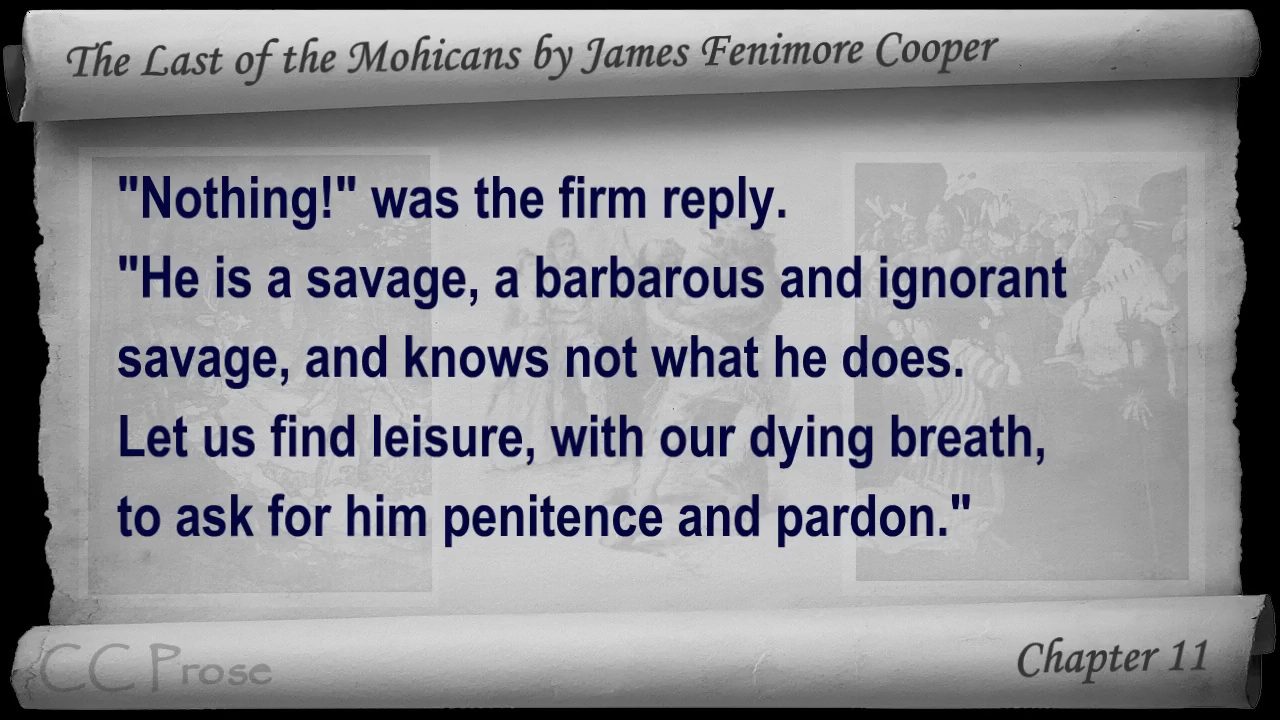 The Last of the Mohicans by James Fenimore Cooper
"Nothing!" was the firm reply.
"He is a savage, a barbarous and ignorant
savage, and knows not what he does.
Let us find leisure, with our dying breath,
to ask for him penitence and pardon."
CC Prose
Chapter 11